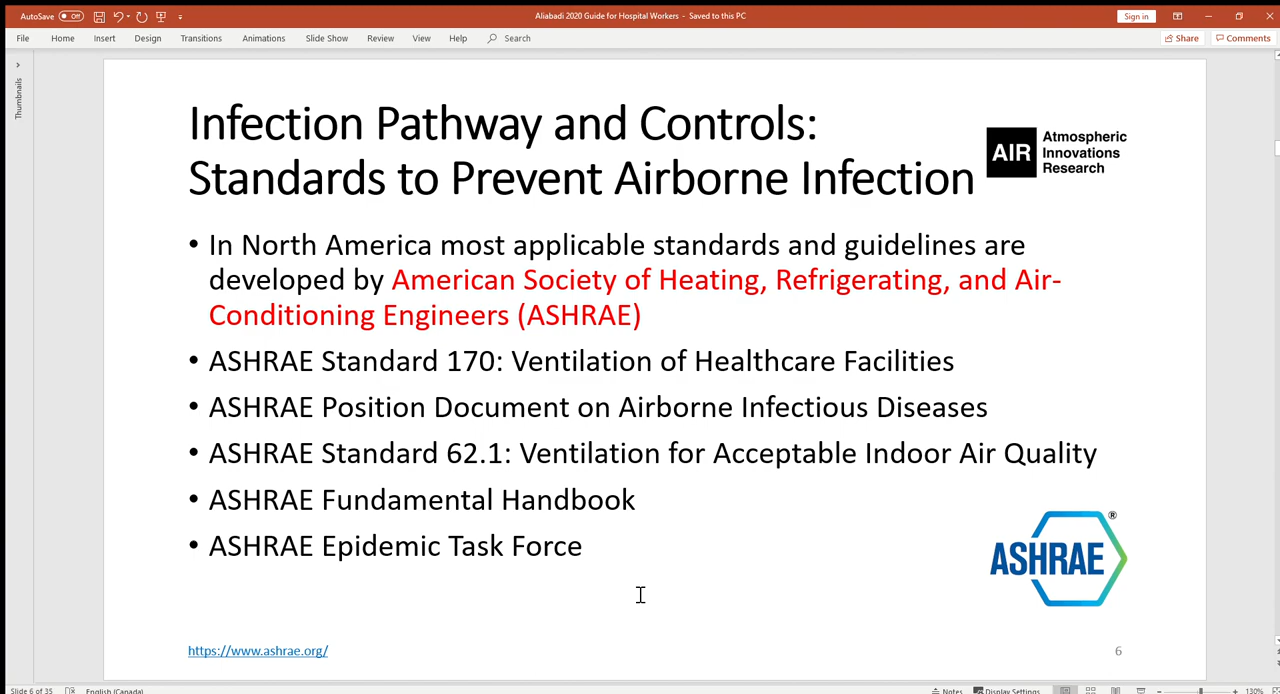 AutoSave Off
Aliabadi 2020 Guide for Hospital Workers - Saved to this PC
Sign in
File Home Insert Design Transitions Animations Slide Show Review View Help Search Share Comments
Thumbnails
Infection Pathway and Controls:
Standards to Prevent Airborne Infection
AIR
Atmospheric
Innovations
Research
• In North America most applicable standards and guidelines are
developed by American Society of Heating, Refrigerating, and Air-
Conditioning Engineers (ASHRAE)
• ASHRAE Standard 170: Ventilation of Healthcare Facilities
• ASHRAE Position Document on Airborne Infectious Diseases
• ASHRAE Standard 62.1: Ventilation for Acceptable Indoor Air Quality
• ASHRAE Fundamental Handbook
• ASHRAE Epidemic Task Force
ASHRAE ®
https://www.ashrae.org/
6
Slide 6 of 35 English (Canada) Notes Display Settings 130%